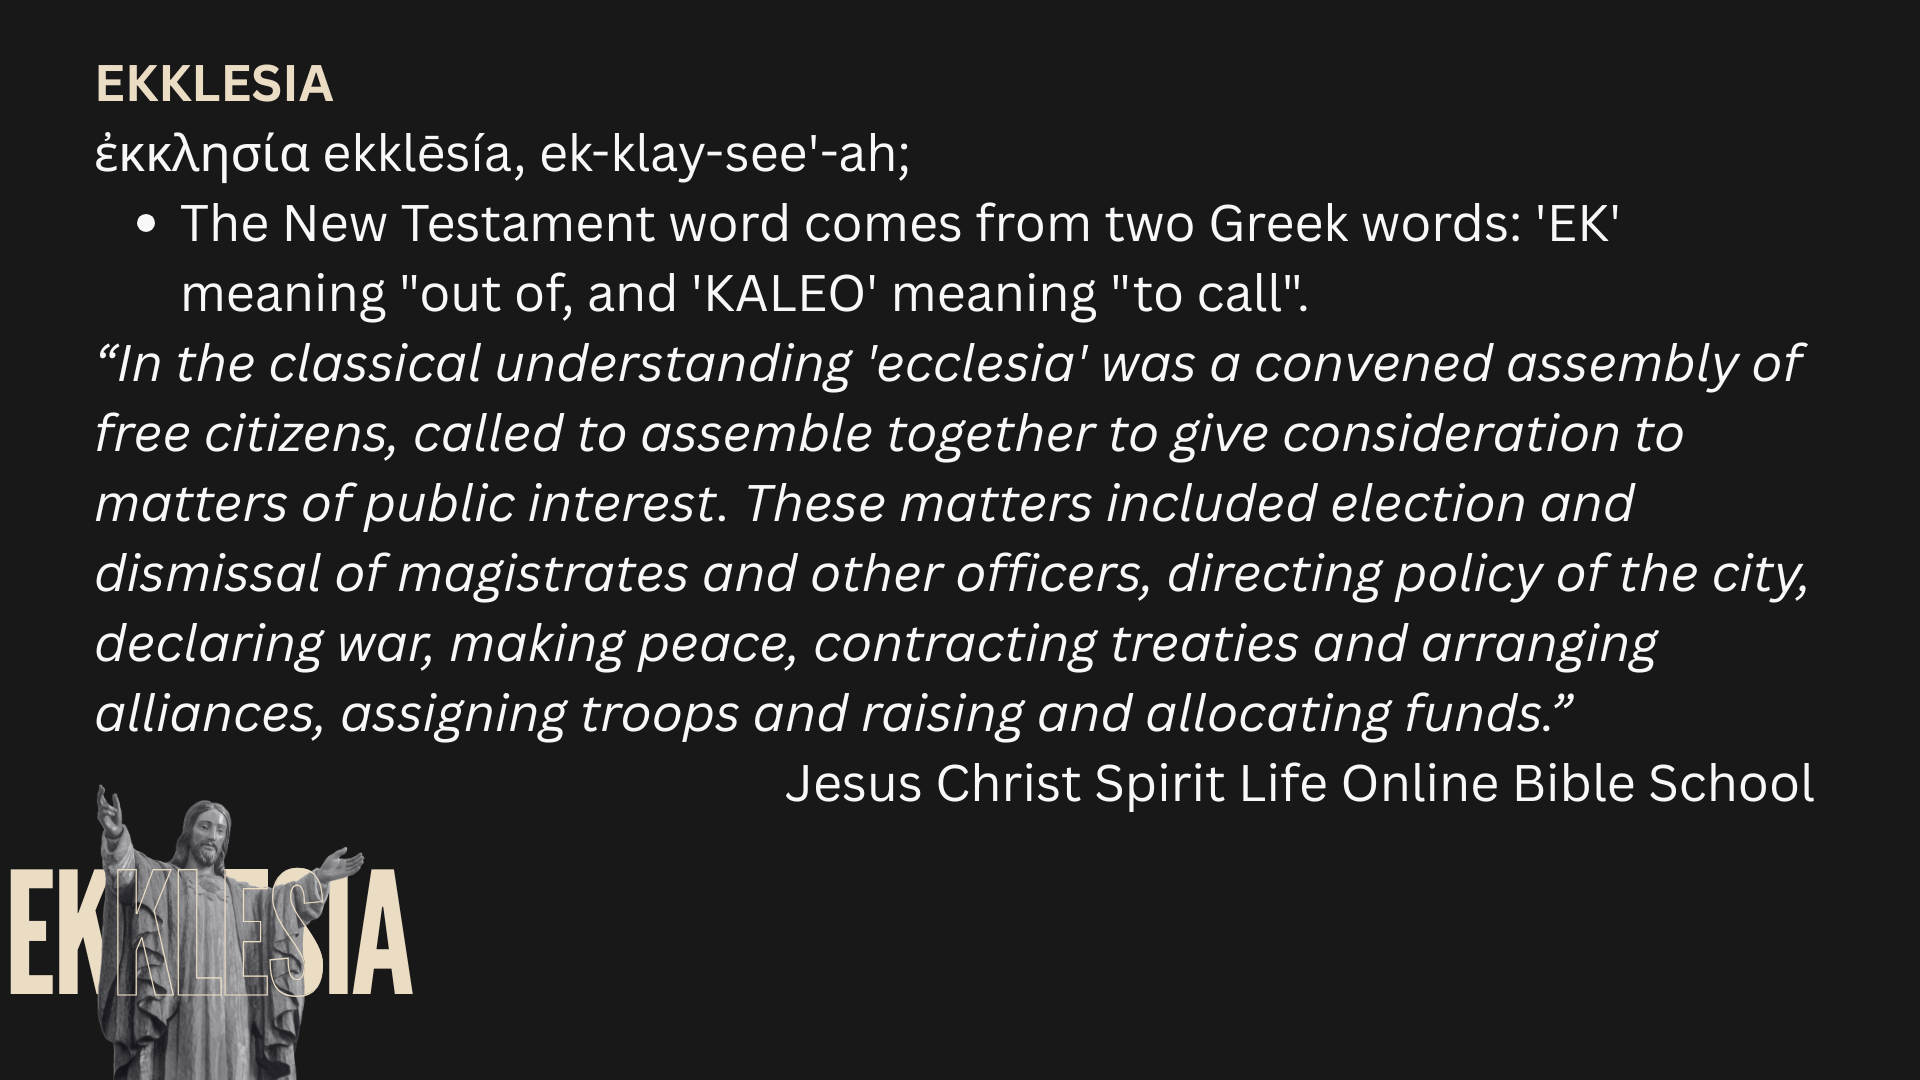 EKKLESIA
ἐκκλησία ekklēsía, ek-klay-see'-ah;
• The New Testament word comes from two Greek words: 'EK'
meaning "out of, and 'KALEO' meaning "to call".
“In the classical understanding 'ecclesia' was a convened assembly of
free citizens, called to assemble together to give consideration to
matters of public interest. These matters included election and
dismissal of magistrates and other officers, directing policy of the city,
declaring war, making peace, contracting treaties and arranging
alliances, assigning troops and raising and allocating funds.”
Jesus Christ Spirit Life Online Bible School
EKKLESIA